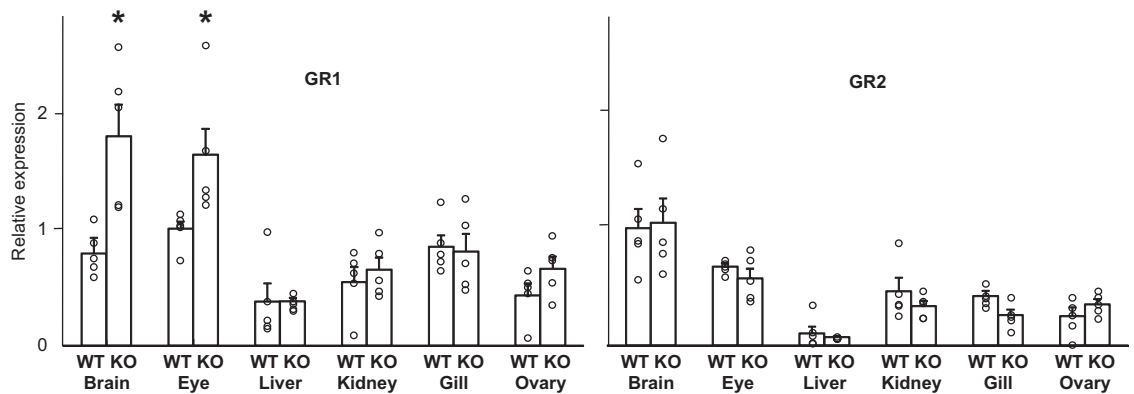 * *
GR1 GR2
2
Relative expression
1
0
WT KO WT KO WT KO WT KO WT KO WT KO WT KO WT KO WT KO WT KO WT KO WT KO
Brain Eye Liver Kidney Gill Ovary Brain Eye Liver Kidney Gill Ovary